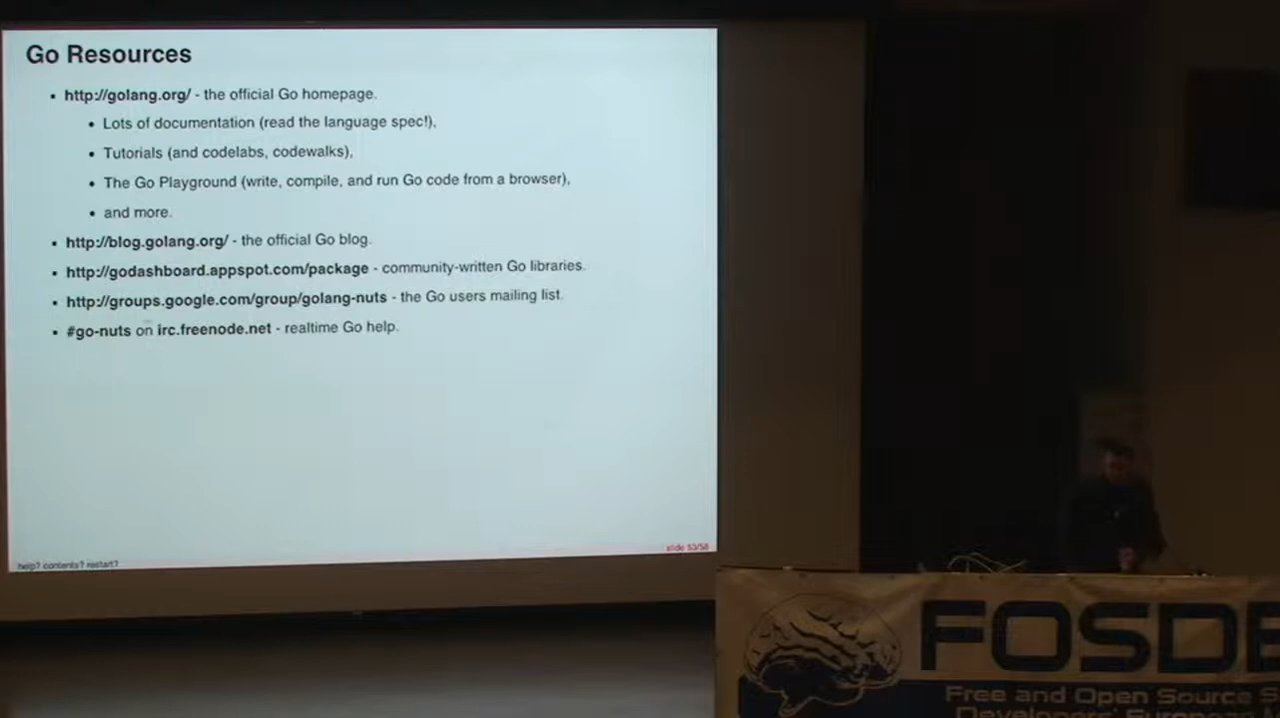 Go Resources
• http://golang.org/ - the official Go homepage.
• Lots of documentation (read the language spec!),
• Tutorials (and codelabs, codewalks),
• The Go Playground (write, compile, and run Go code from a browser),
• and more.
• http://blog.golang.org/ - the official Go blog.
• http://godashboard.appspot.com/package - community-written Go libraries.
• http://groups.google.com/group/golang-nuts - the Go users mailing list.
• #go-nuts on irc.freenode.net - realtime Go help.
slide 53/58
help? contents? restart?
FOSDE
Free and Open Source S
Developers' European